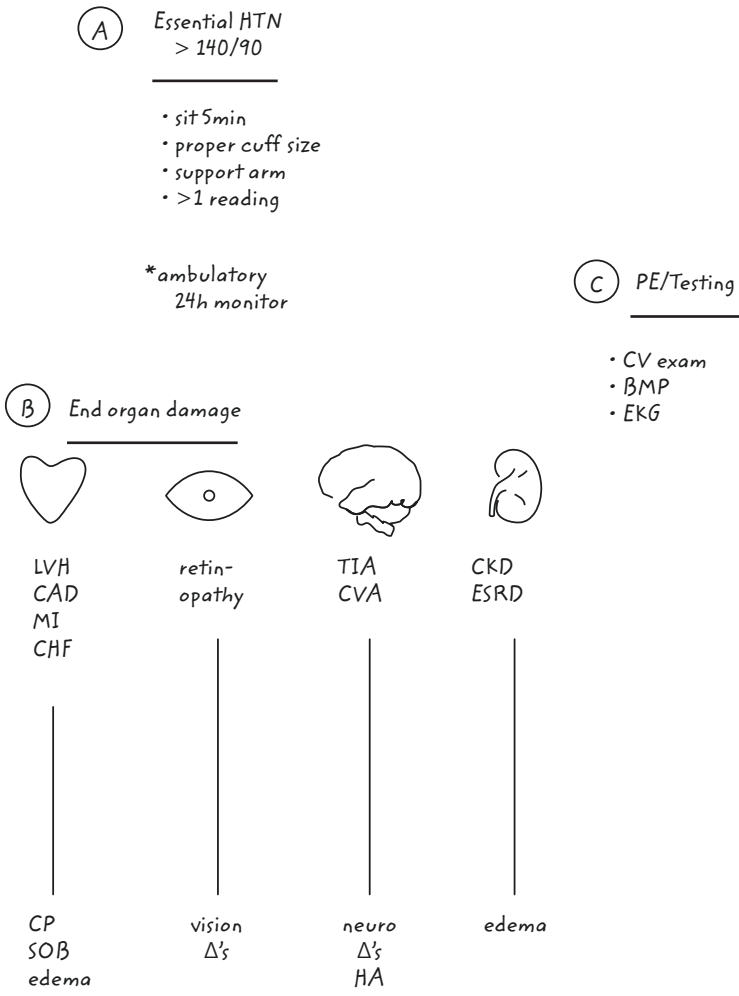 A
Essential HTN
> 140/90
• sit 5min
• proper cuff size
• support arm
• >1 reading
*ambulatory
24h monitor
B
End organ damage
LVH
CAD
MI
CHF
CP
SOB
edema
retin-
opathy
vision
Δ's
TIA
CVA
neuro
Δ's
HA
CKD
ESRD
edema
C
PE/Testing
• CV exam
• BMP
• EKG